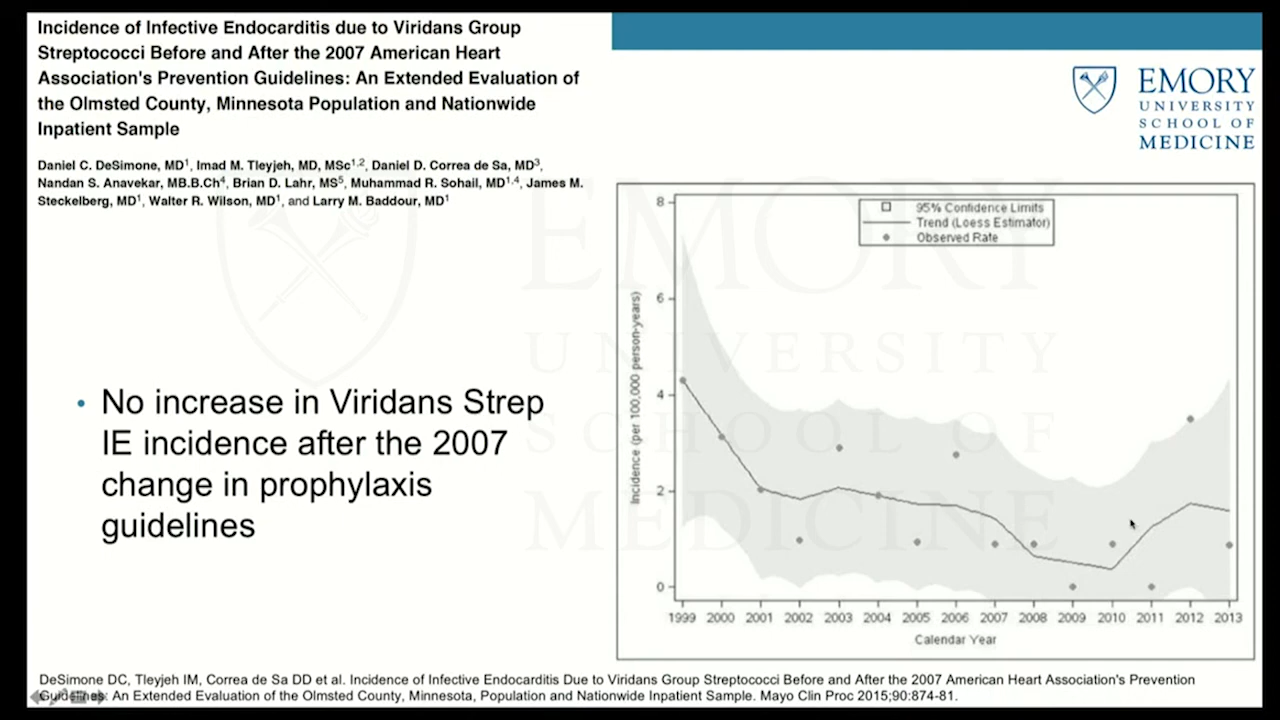 Incidence of Infective Endocarditis due to Viridans Group
Streptococci Before and After the 2007 American Heart
Association's Prevention Guidelines: An Extended Evaluation of
the Olmsted County, Minnesota Population and Nationwide
Inpatient Sample
Daniel C. DeSimone, MD1, Imad M. Tleyjeh, MD, MSc1,2, Daniel D. Correa de Sa, MD3,
Nandan S. Anavekar, MB.B.Ch4, Brian D. Lahr, MS5, Muhammad R. Sohail, MD1,4, James M.
Steckelberg, MD1, Walter R. Wilson, MD1, and Larry M. Baddour, MD1
EMORY
UNIVERSITY
SCHOOL OF
MEDICINE
• No increase in Viridans Strep
IE incidence after the 2007
change in prophylaxis
guidelines
95% Confidence Limits
Trend (Loess Estimator)
Observed Rate
Incidence (per 100,000 person-years)
8
6
4
2
0
1999 2000 2001 2002 2003 2004 2005 2006 2007 2008 2009 2010 2011 2012 2013
Calendar Year
EMORY
UNIVERSITY
SCHOOL OF
MEDICINE
DeSimone DC, Tleyjeh IM, Correa de Sa DD et al. Incidence of Infective Endocarditis Due to Viridans Group Streptococci Before and After the 2007 American Heart Association's Prevention
Guidelines: An Extended Evaluation of the Olmsted County, Minnesota, Population and Nationwide Inpatient Sample. Mayo Clin Proc 2015;90:874-81.